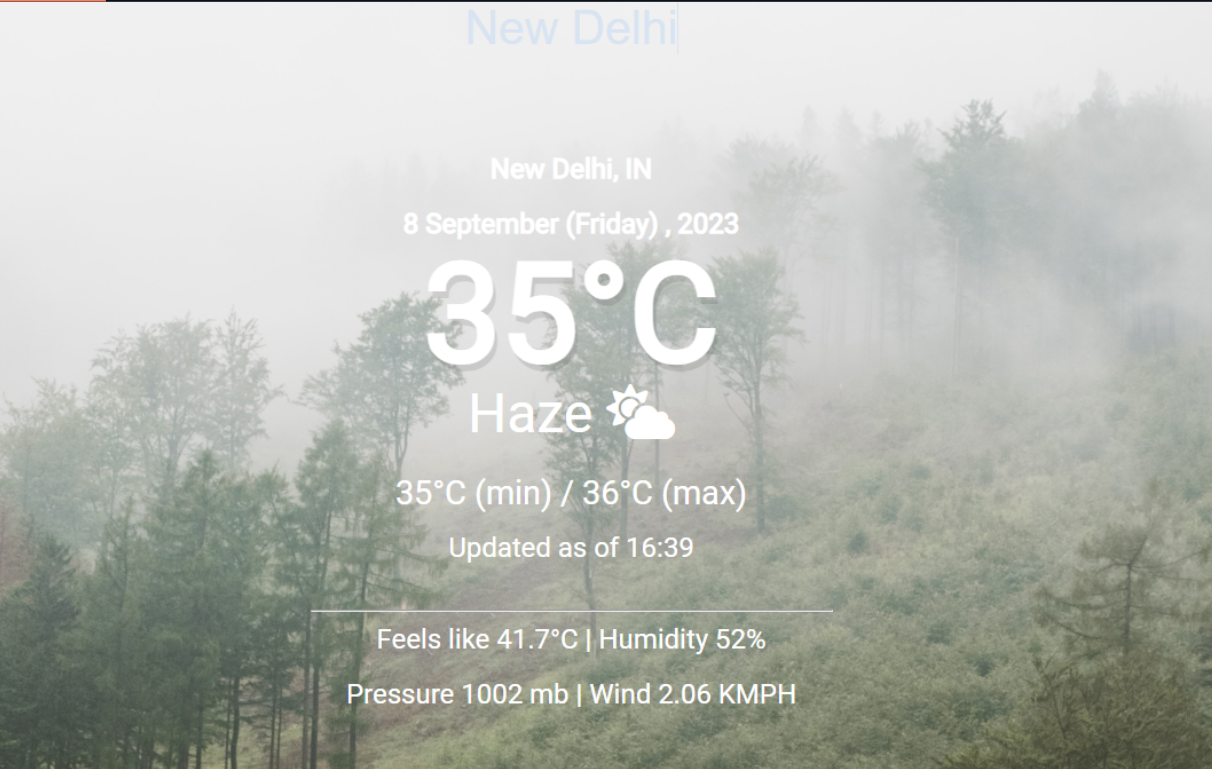 New Delhi
New Delhi, IN
8 September (Friday) , 2023
35°C
Haze
35°C (min) / 36°C (max)
Updated as of 16:39
Feels like 41.7°C | Humidity 52%
Pressure 1002 mb | Wind 2.06 KMPH